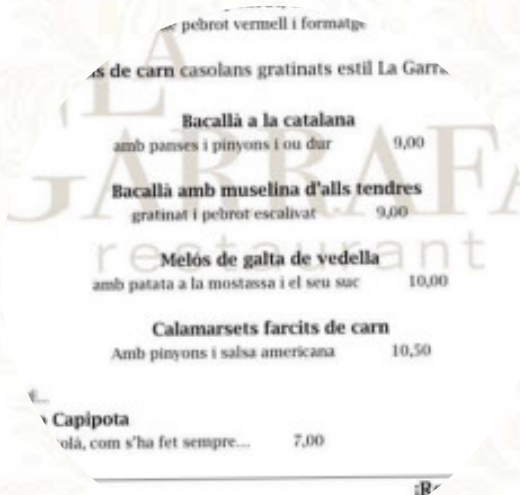 pebrot vermell i formatge
de carn casolans gratinats estil La Garra
Bacallà a la catalana
amb panses i pinyons i ou dur 9,00
Bacallà amb muselina d'alls tendres
gratinat i pebrot escalivat 9,00
Melós de galta de vedella
amb patata a la mostassa i el seu suc 10,00
Calamarsets farcits de carn
Amb pinyons i salsa americana 10,50
Capipota
com s'ha fet sempre... 7,00
LA GARRAFA
restaurant